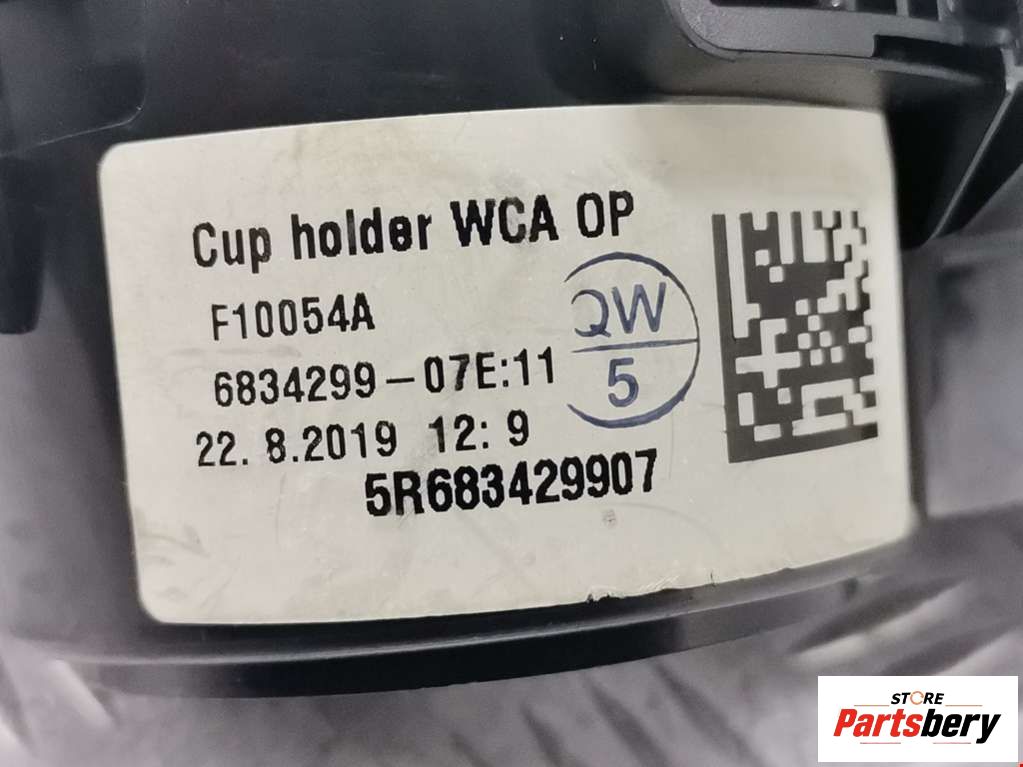 Cup holder WCA OP
F10054A
6834299-07E:11
22. 8.2019 12: 9
5R683429907
QW
5
STORE
Partsbery